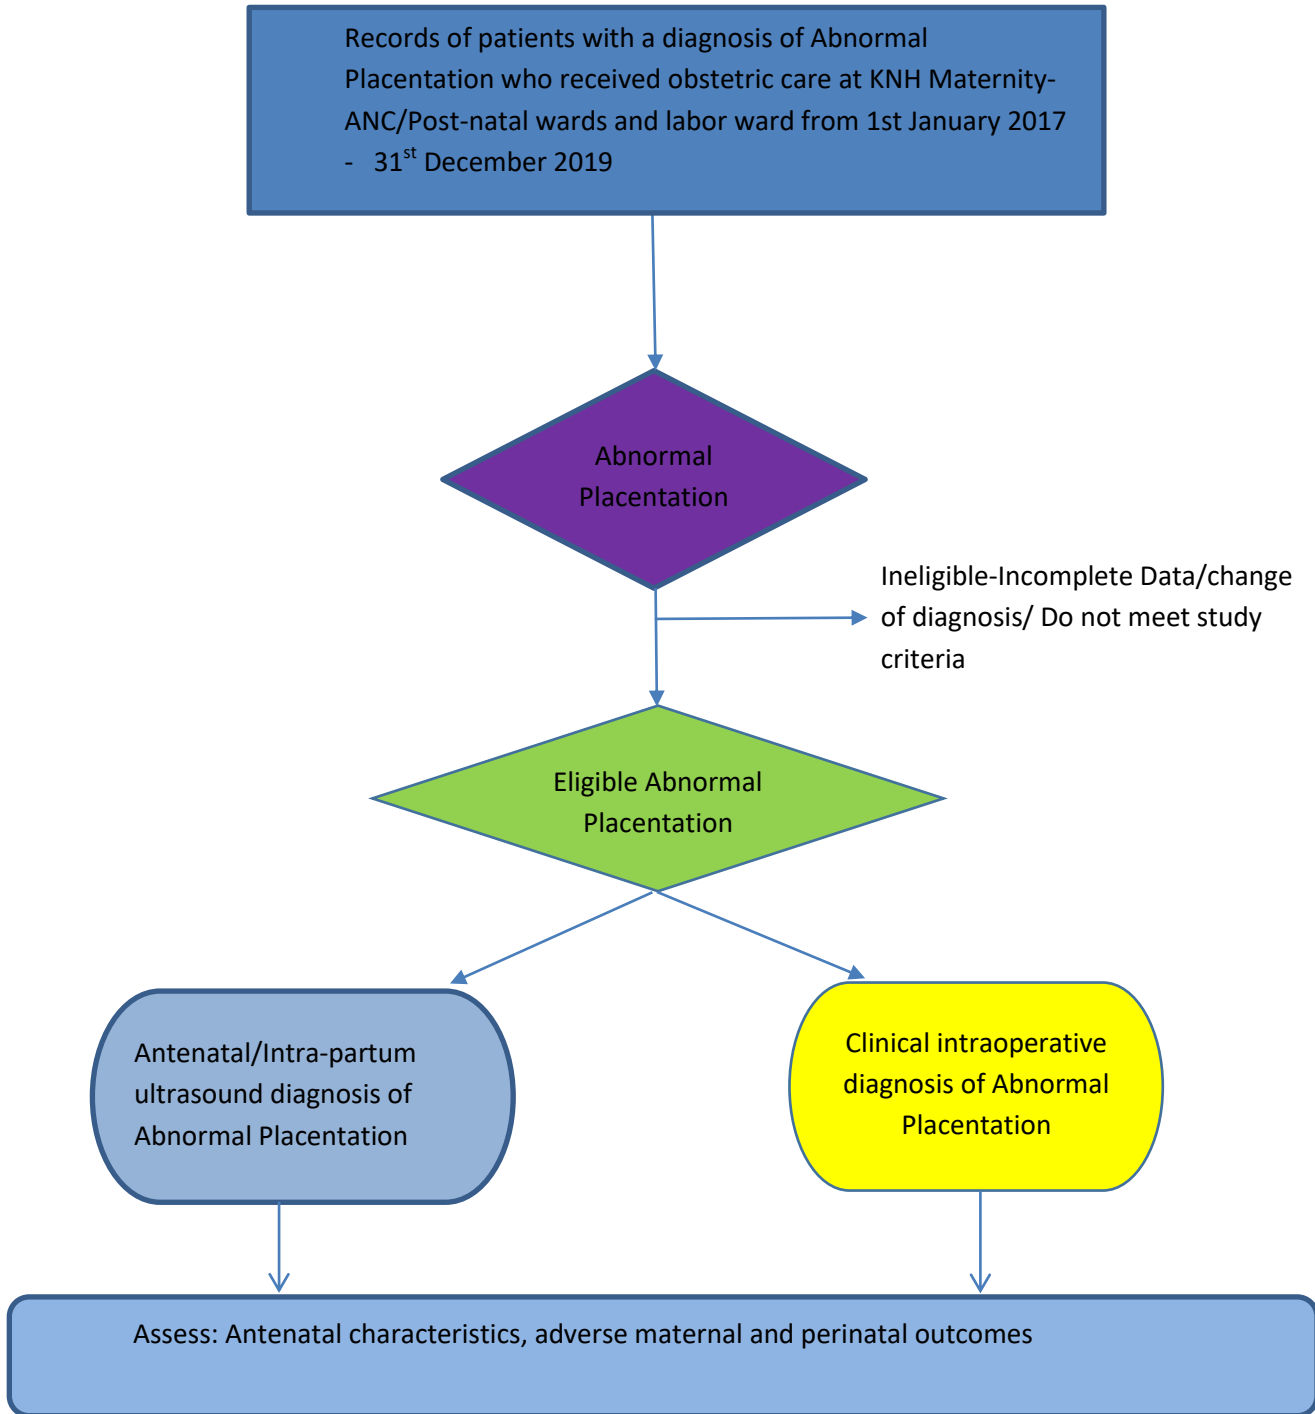 Records of patients with a diagnosis of Abnormal
Placentation who received obstetric care at KNH Maternity-
ANC/Post-natal wards and labor ward from 1st January 2017
- 31st December 2019
Abnormal
Placentation
Ineligible-Incomplete Data/change
of diagnosis/ Do not meet study
criteria
Eligible Abnormal
Placentation
Antenatal/Intra-partum
ultrasound diagnosis of
Abnormal Placentation
Clinical intraoperative
diagnosis of Abnormal
Placentation
Assess: Antenatal characteristics, adverse maternal and perinatal outcomes